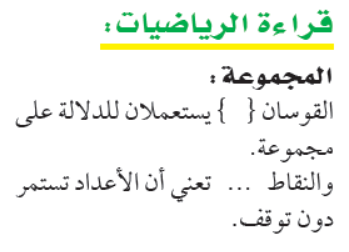 قراءة الرياضيات:
المجموعة :
القوسان { } يستعملان للدلالة على
مجموعة.
والنقاط ... تعني أن الأعداد تستمر
دون توقف.